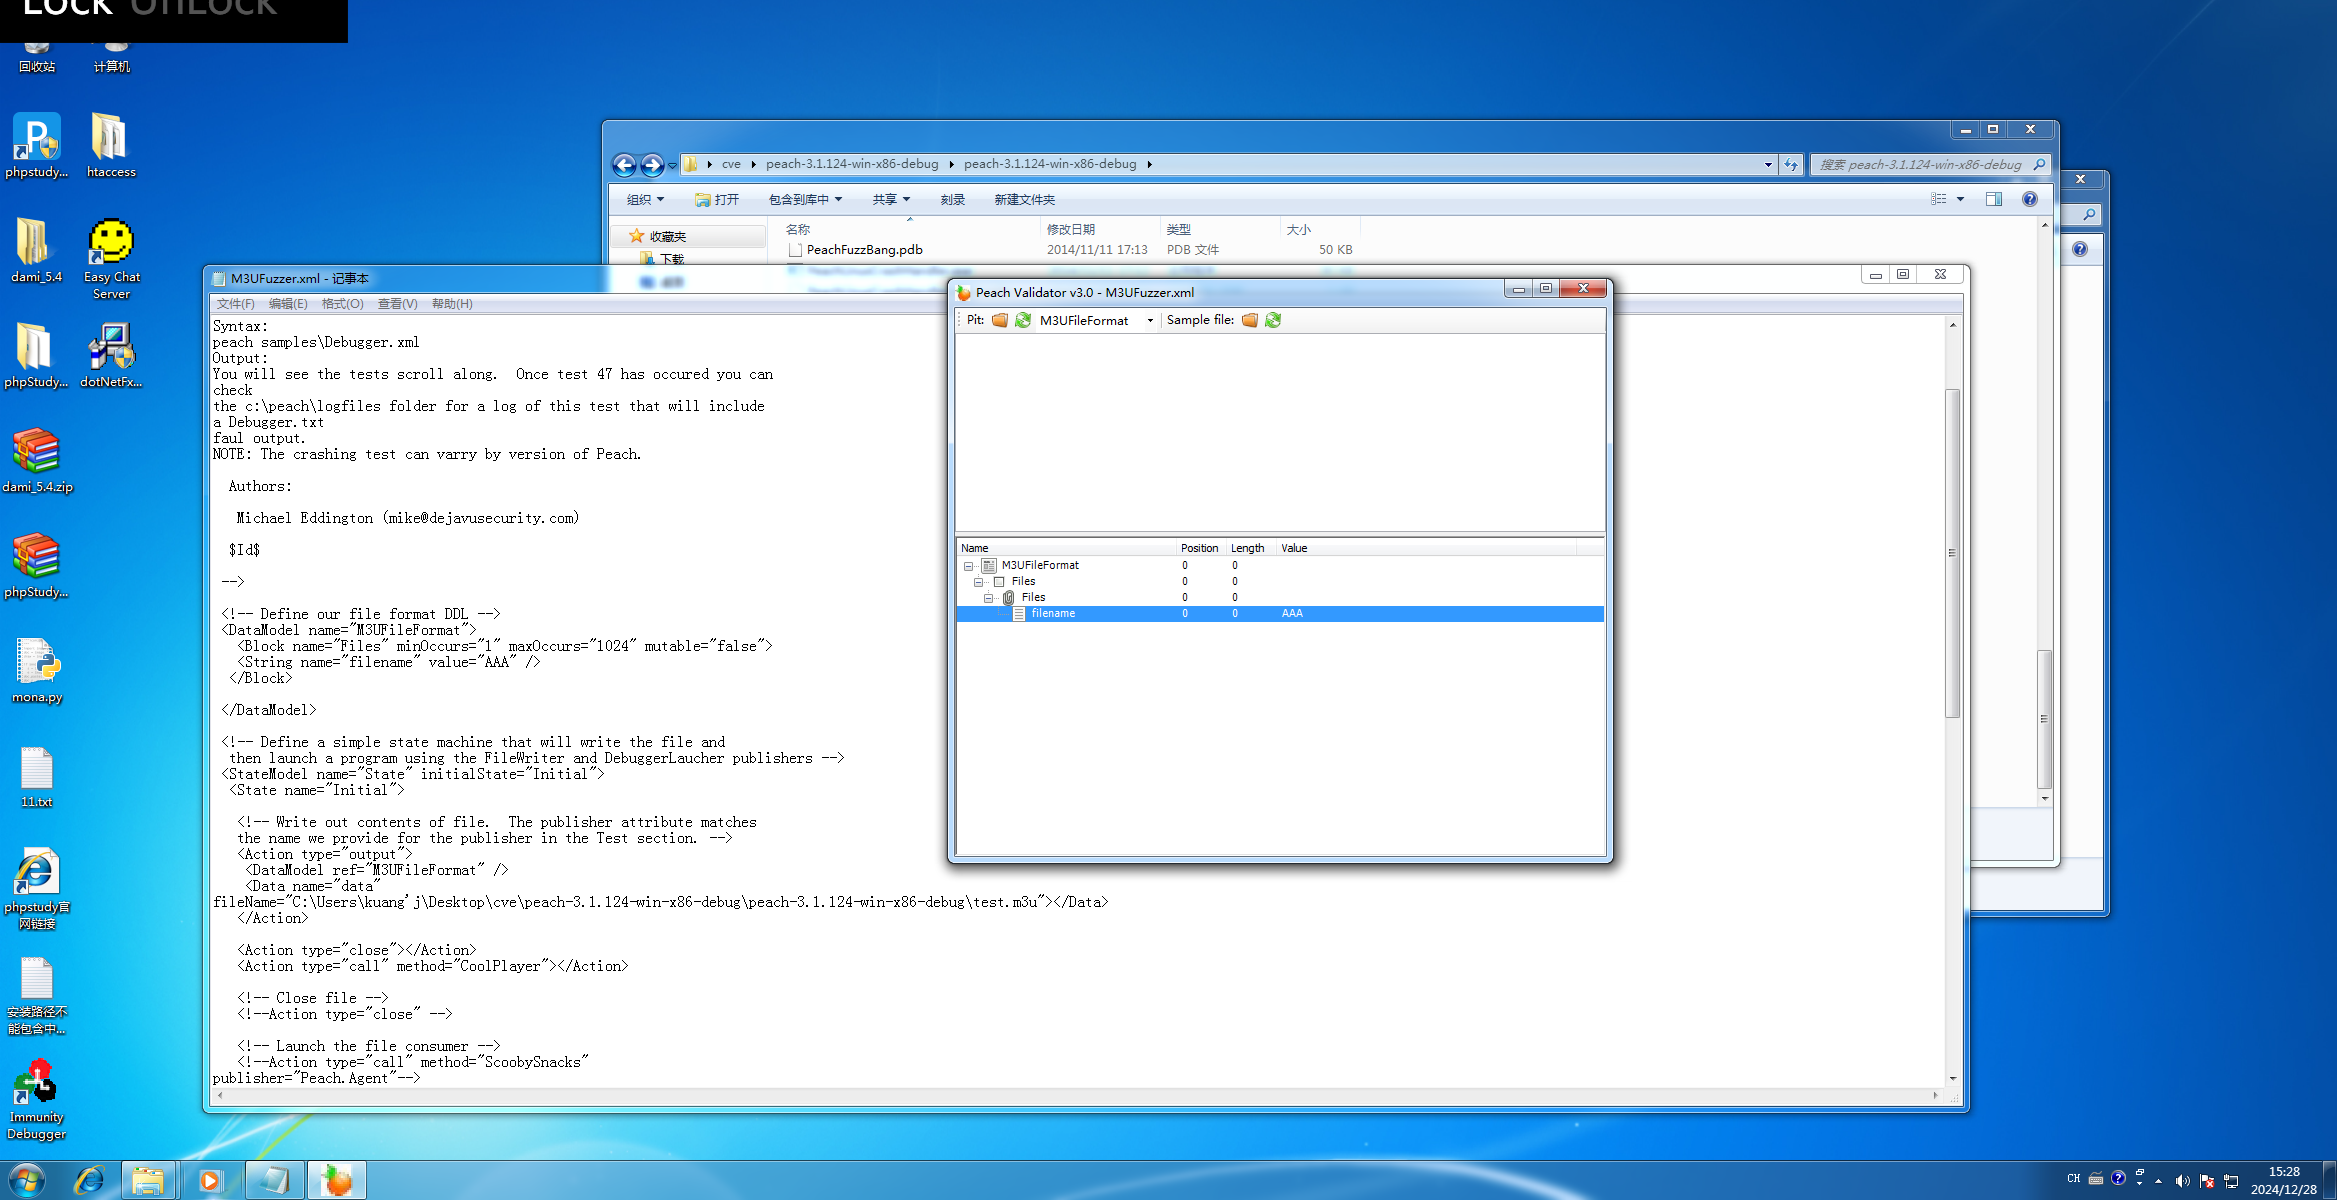 Lock UnLock
回收站
计算机
phpstudy...
htaccess
dami_5.4
Easy Chat
Server
phpStudy...
dotNetFx...
dami_5.4.zip
phpStudy...
mona.py
11.txt
phpstudy官
网链接
安装路径不
能包含中...
Immunity
Debugger
cve
peach-3.1.124-win-x86-debug
peach-3.1.124-win-x86-debug
搜索 peach-3.1.124-win-x86-debug
组织
打开
包含到库中
共享
刻录
新建文件夹
收藏夹
下载
名称
修改日期
类型
大小
PeachFuzzBang.pdb
2014/11/11 17:13
PDB 文件
50 KB
M3UFuzzer.xml - 记事本
文件(F) 编辑(E) 格式(O) 查看(V) 帮助(H)
Syntax:
peach samples\Debugger.xml
Output:
You will see the tests scroll along.  Once test 47 has occured you can
check
the c:\peach\logfiles folder for a log of this test that will include
a Debugger.txt
faul output.
NOTE: The crashing test can varry by version of Peach.
Authors:
Michael Eddington (mike@dejavusecurity.com)
$Id$
-->
<!-- Define our file format DDL -->
<DataModel name="M3UFileFormat">
<Block name="Files" minOccurs="1" maxOccurs="1024" mutable="false">
<String name="filename" value="AAA" />
</Block>
</DataModel>
<!-- Define a simple state machine that will write the file and
then launch a program using the FileWriter and DebuggerLaucher publishers -->
<StateModel name="State" initialState="Initial">
<State name="Initial">
<!-- Write out contents of file.  The publisher attribute matches
the name we provide for the publisher in the Test section. -->
<Action type="output">
<DataModel ref="M3UFileFormat" />
<Data name="data"
fileName="C:\Users\kuang'j\Desktop\cve\peach-3.1.124-win-x86-debug\peach-3.1.124-win-x86-debug\test.m3u"></Data>
</Action>
<Action type="close"></Action>
<Action type="call" method="CoolPlayer"></Action>
<!-- Close file -->
<!--Action type="close" -->
<!-- Launch the file consumer -->
<!--Action type="call" method="ScoobySnacks"
publisher="Peach.Agent"-->
Peach Validator v3.0 - M3UFuzzer.xml
Pit: M3UFileFormat Sample file:
Name Position Length Value
M3UFileFormat 0 0
Files 0 0
Files 0 0
filename 0 0 AAA
CH
15:28
2024/12/28